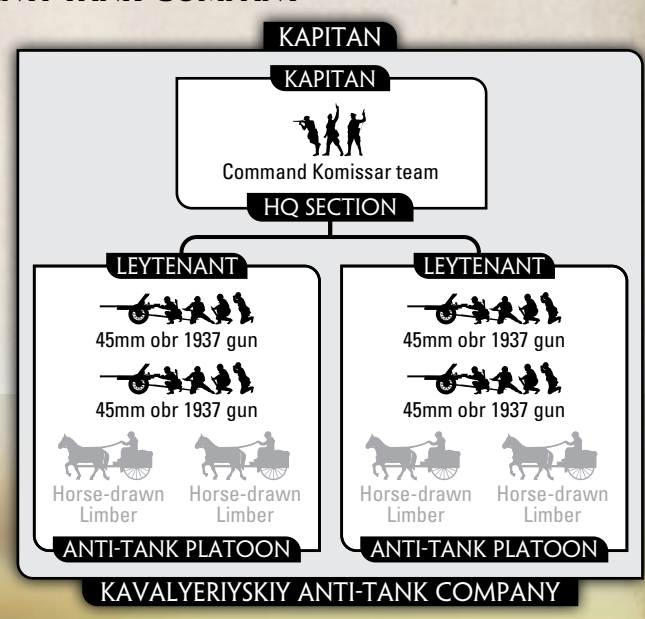 KAPITAN
KAPITAN
Command Komissar team
HQ SECTION
LEYTENANT
45mm obr 1937 gun
45mm obr 1937 gun
Horse-drawn Limber
Horse-drawn Limber
ANTI-TANK PLATOON
LEYTENANT
45mm obr 1937 gun
45mm obr 1937 gun
Horse-drawn Limber
Horse-drawn Limber
ANTI-TANK PLATOON
KAVALYERIYSKIY ANTI-TANK COMPANY